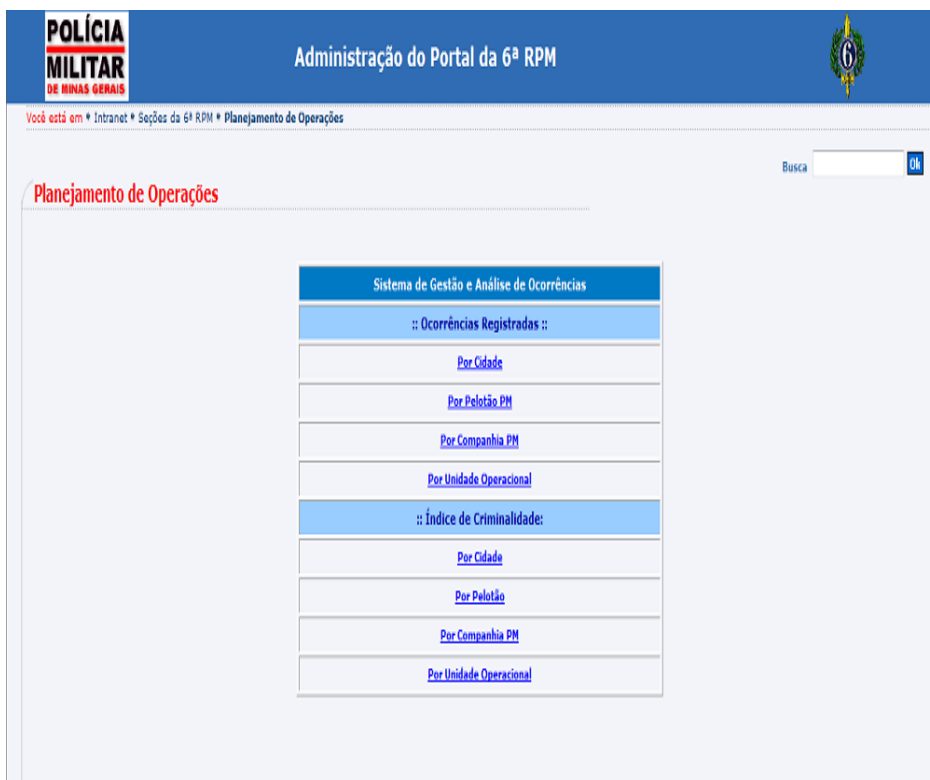 POLÍCIA
MILITAR
DE MINAS GERAIS
Administração do Portal da 6ª RPM
6
Você está em * Intranet * Seções da 6ª RPM * Planejamento de Operações
Busca
Ok
Planejamento de Operações
Sistema de Gestão e Análise de Ocorrências
:: Ocorrências Registradas ::
Por Cidade
Por Pelotão PM
Por Companhia PM
Por Unidade Operacional
:: Índice de Criminalidade:
Por Cidade
Por Pelotão
Por Companhia PM
Por Unidade Operacional